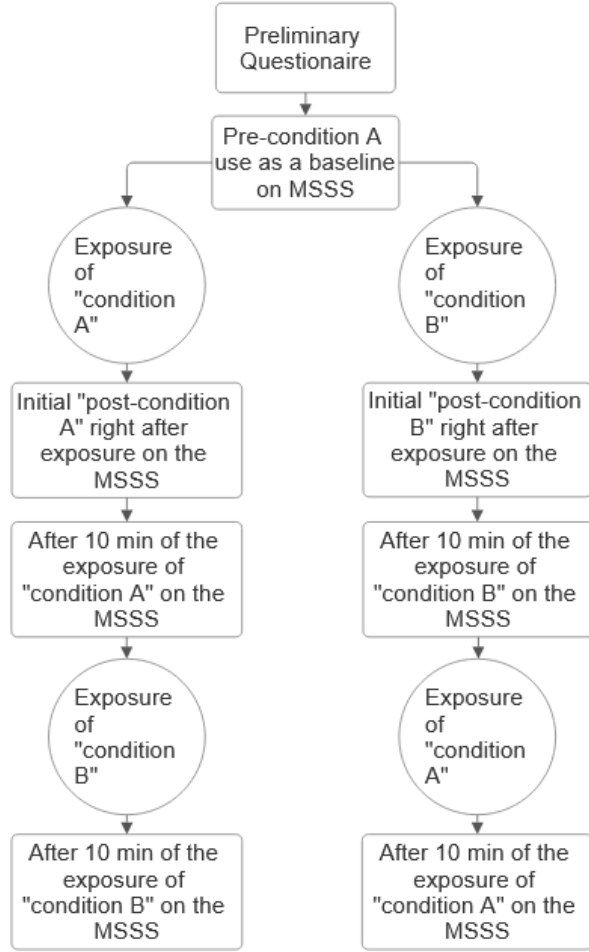 Preliminary
Questionaire
Pre-condition A
use as a baseline
on MSSS
Exposure
of
"condition
A"
Initial "post-condition
A" right after
exposure on the
MSSS
After 10 min of the
exposure of
"condition A" on the
MSSS
Exposure
of
"condition
B"
After 10 min of the
exposure of
"condition B" on the
MSSS
Exposure
of
"condition
B"
Initial "post-condition
B" right after
exposure on the
MSSS
After 10 min of the
exposure of
"condition B" on the
MSSS
Exposure
of
"condition
A"
After 10 min of the
exposure of
"condition A" on the
MSSS